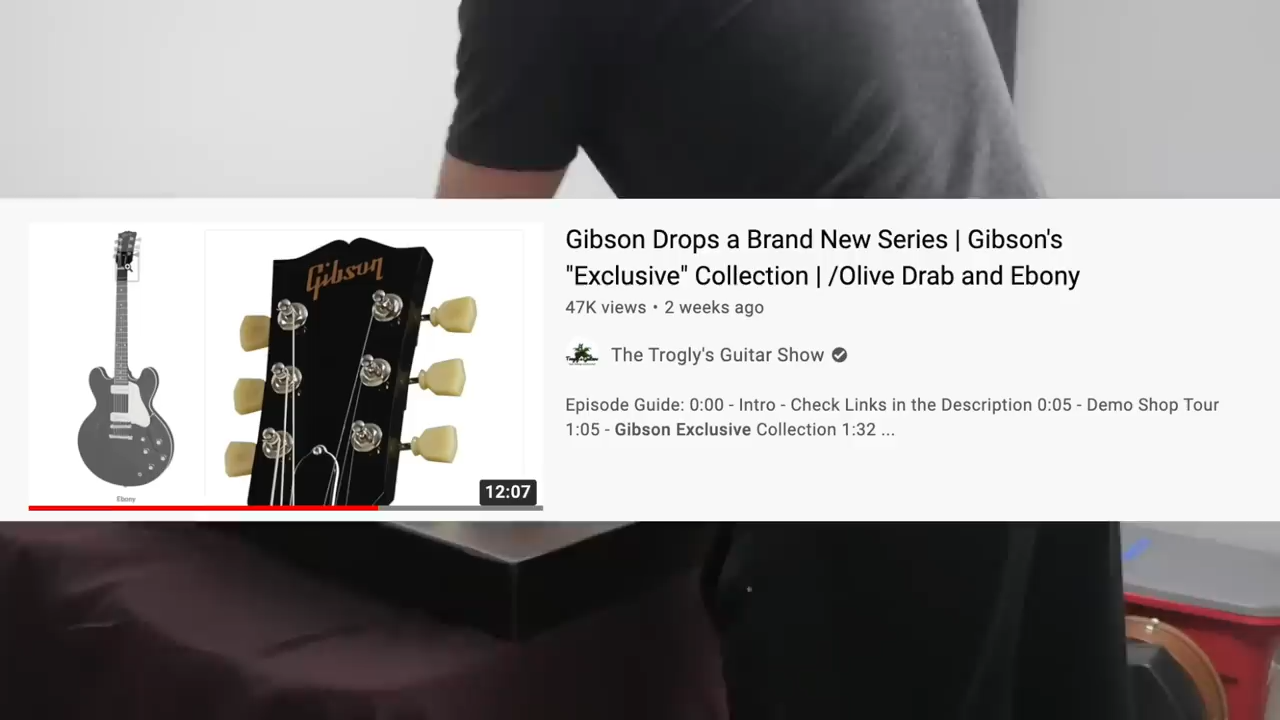 Gibson
Ebony
12:07
Gibson Drops a Brand New Series | Gibson's
"Exclusive" Collection | /Olive Drab and Ebony
47K views • 2 weeks ago
The Trogly's Guitar Show
Episode Guide: 0:00 - Intro - Check Links in the Description 0:05 - Demo Shop Tour
1:05 - Gibson Exclusive Collection 1:32 ...